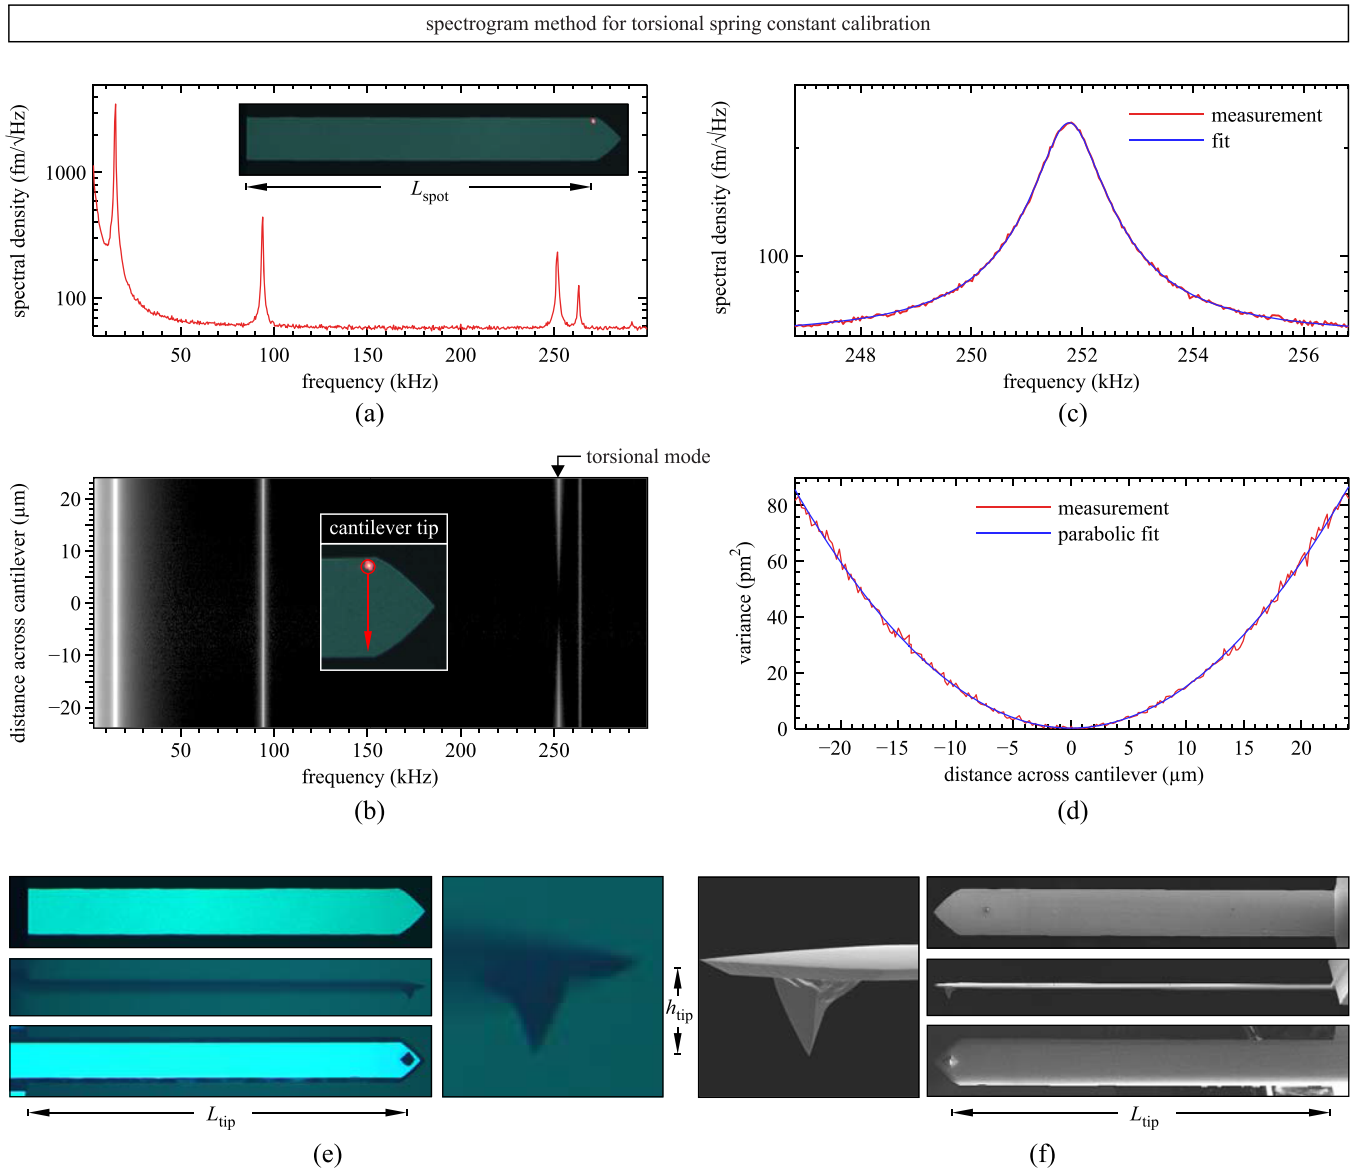 spectrogram method for torsional spring constant calibration
spectral density (fm/√Hz)
1000
100
L_spot
50
100
150
200
250
frequency (kHz)
(a)
spectral density (fm/√Hz)
100
measurement
fit
248
250
252
254
256
frequency (kHz)
(c)
torsional mode
distance across cantilever (µm)
20
10
0
−10
−20
cantilever tip
50
100
150
200
250
frequency (kHz)
(b)
variance (pm²)
80
60
40
20
0
measurement
parabolic fit
−20
−15
−10
−5
0
5
10
15
20
distance across cantilever (µm)
(d)
h_tip
L_tip
(e)
L_tip
(f)